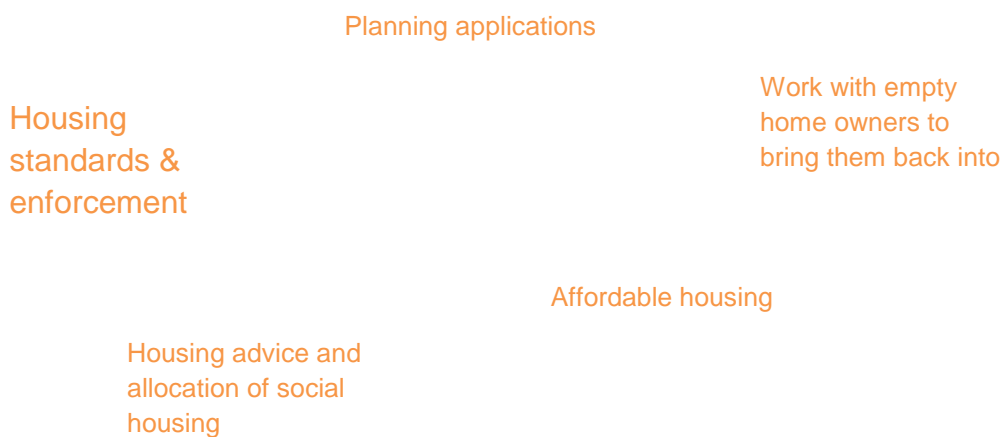 Planning applications
Work with empty
home owners to
bring them back into
Housing
standards &
enforcement
Affordable housing
Housing advice and
allocation of social
housing